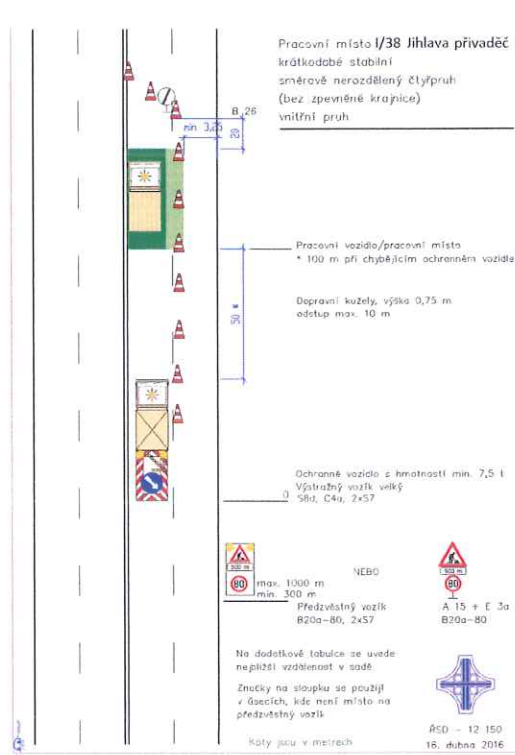 Pracovní místo I/38 Jihlava přivaděč
krátkodobé stabilní
směrově nerozdělený čtyřpruh
(bez zpevněné krajnice)
vnitřní pruh
B 26
min 3,25
20
Pracovní vozidlo/pracovní místo
* 100 m při chybějícím ochranném vozidle
50 *
Dopravní kužely, výška 0,75 m
odstup max. 10 m
Ochranné vozidlo s hmotností min. 7,5 t
Výstražný vozík velký
0
S8d, C4a, 2xS7
500 m
80
max. 1000 m
min. 300 m
NEBO
500 m
80
Předzvěstný vozík
B20a-80, 2xS7
A 15 + E 3a
B20a-80
Na dodatkové tabulce se uvede
nejbližší vzdálenost v sadě
Značky na sloupku se použijí
v úsecích, kde není místo na
předzvěstný vozík
Kóty jsou v metrech
ŘSD - 12 150
16. dubna 2016